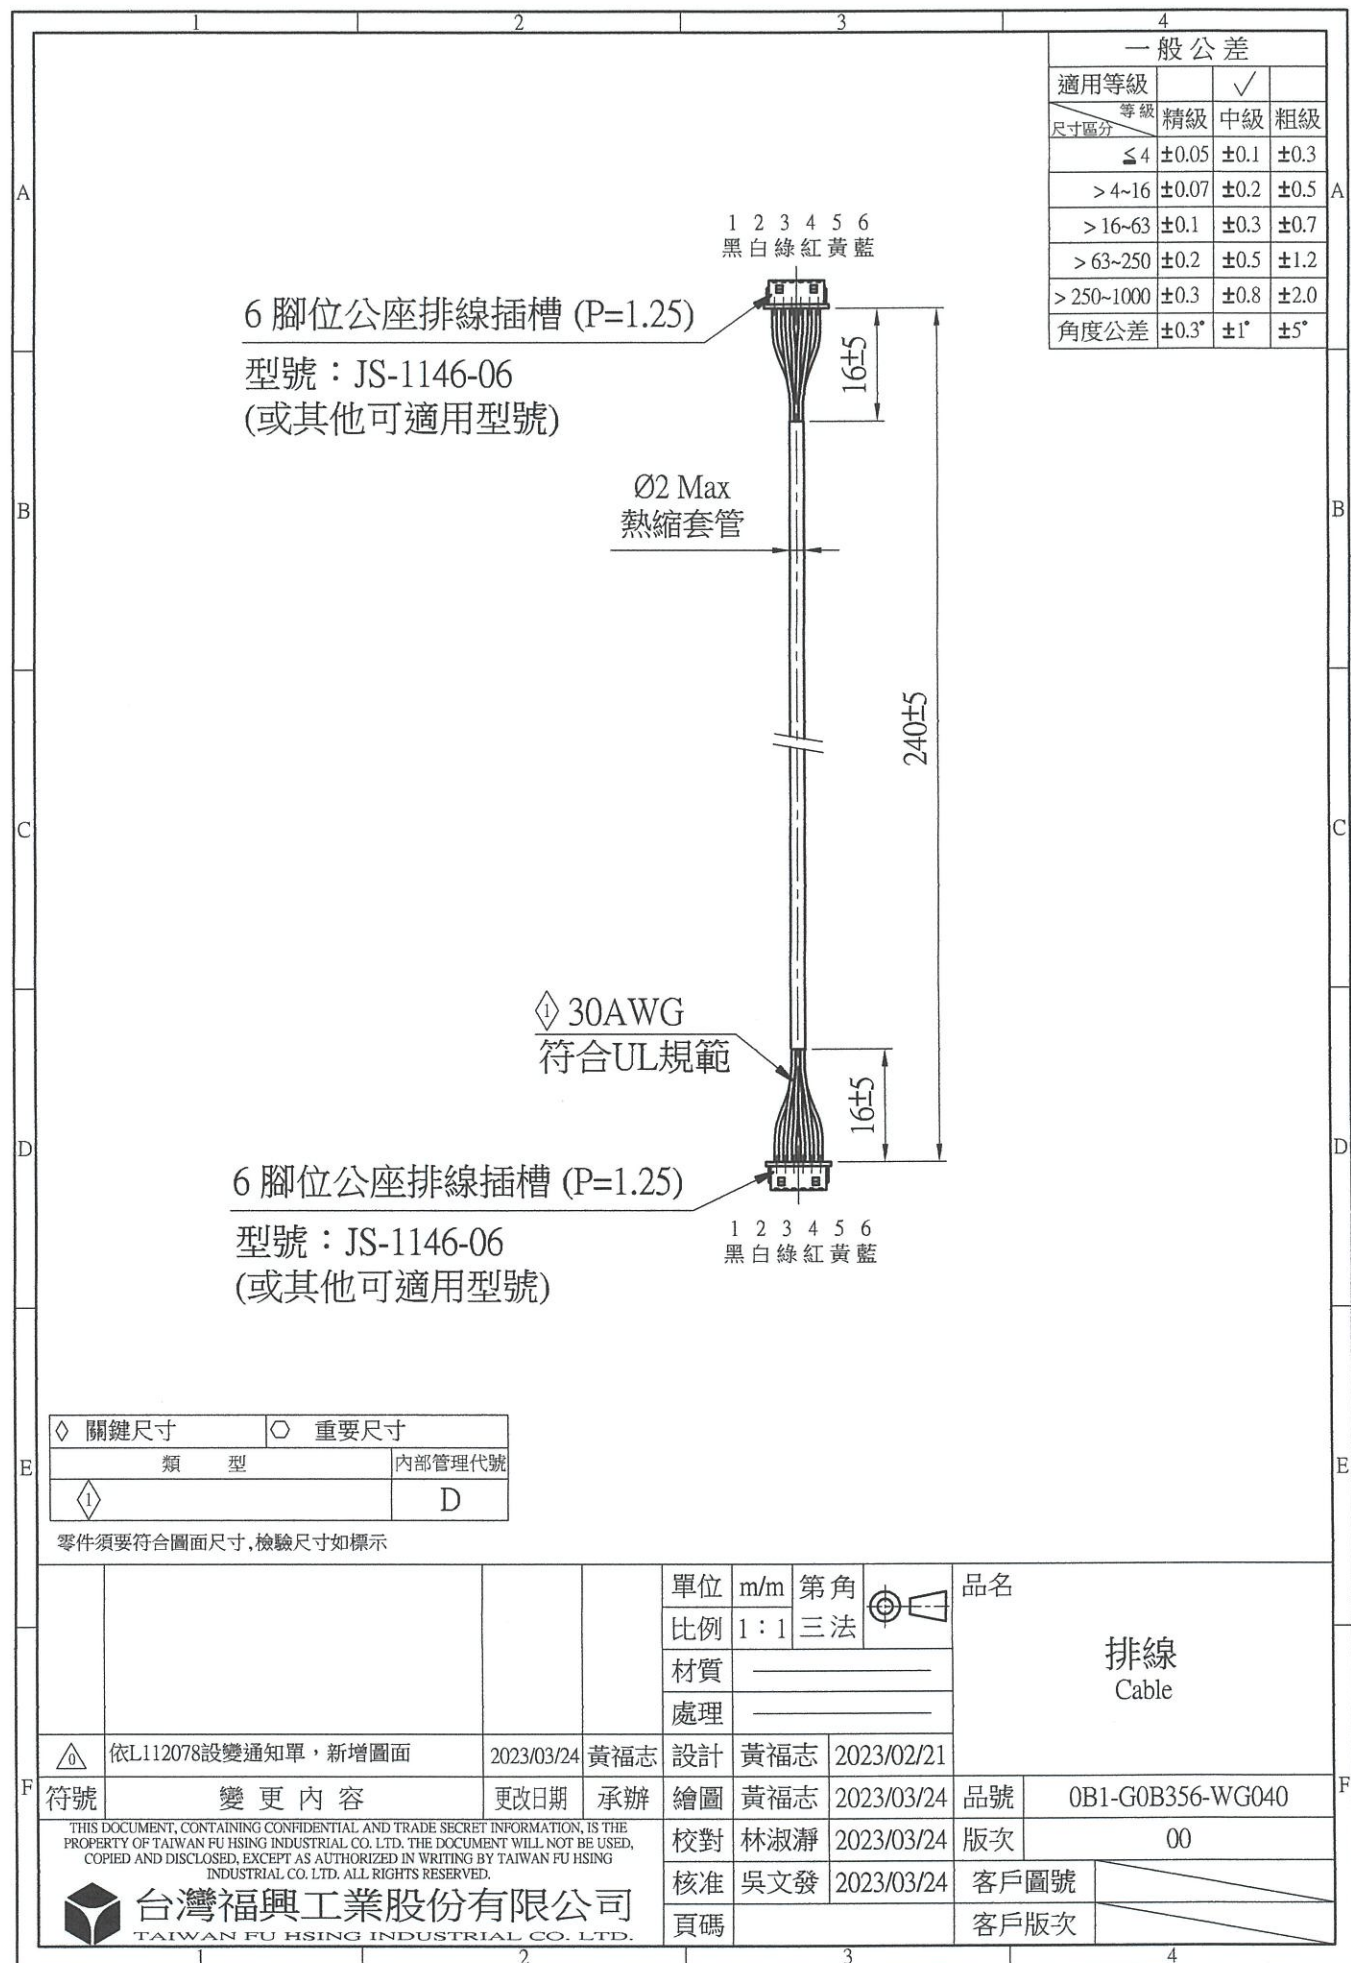 1 2 3 4
A
B
C
D
E
F
一般公差
適用等級 √
等級
尺寸區分 精級 中級 粗級
≦4 ±0.05 ±0.1 ±0.3
>4~16 ±0.07 ±0.2 ±0.5
>16~63 ±0.1 ±0.3 ±0.7
>63~250 ±0.2 ±0.5 ±1.2
>250~1000 ±0.3 ±0.8 ±2.0
角度公差 ±0.3° ±1° ±5°
A
B
C
D
E
F
1 2 3 4 5 6
黑白綠紅黃藍
6 腳位公座排線插槽 (P=1.25)
型號：JS-1146-06
(或其他可適用型號)
16±5
Ø2 Max
熱縮套管
240±5
1 30AWG
符合UL規範
16±5
6 腳位公座排線插槽 (P=1.25)
型號：JS-1146-06
(或其他可適用型號)
1 2 3 4 5 6
黑白綠紅黃藍
◇ 關鍵尺寸 重要尺寸
類 型 內部管理代號
1 D
零件須要符合圖面尺寸,檢驗尺寸如標示
單位 m/m 第角
比例 1：1 三法
材質
處理
品名
排線
Cable
0 依L112078設變通知單，新增圖面 2023/03/24 黃福志 設計 黃福志 2023/02/21
符號 變更內容 更改日期 承辦 繪圖 黃福志 2023/03/24 品號 0B1-G0B356-WG040
校對 林淑瀞 2023/03/24 版次 00
核准 吳文發 2023/03/24 客戶圖號
頁碼 客戶版次
THIS DOCUMENT, CONTAINING CONFIDENTIAL AND TRADE SECRET INFORMATION, IS THE
PROPERTY OF TAIWAN FU HSING INDUSTRIAL CO. LTD. THE DOCUMENT WILL NOT BE USED,
COPIED AND DISCLOSED, EXCEPT AS AUTHORIZED IN WRITING BY TAIWAN FU HSING
INDUSTRIAL CO. LTD. ALL RIGHTS RESERVED.
台灣福興工業股份有限公司
TAIWAN FU HSING INDUSTRIAL CO. LTD.
1 2 3 4